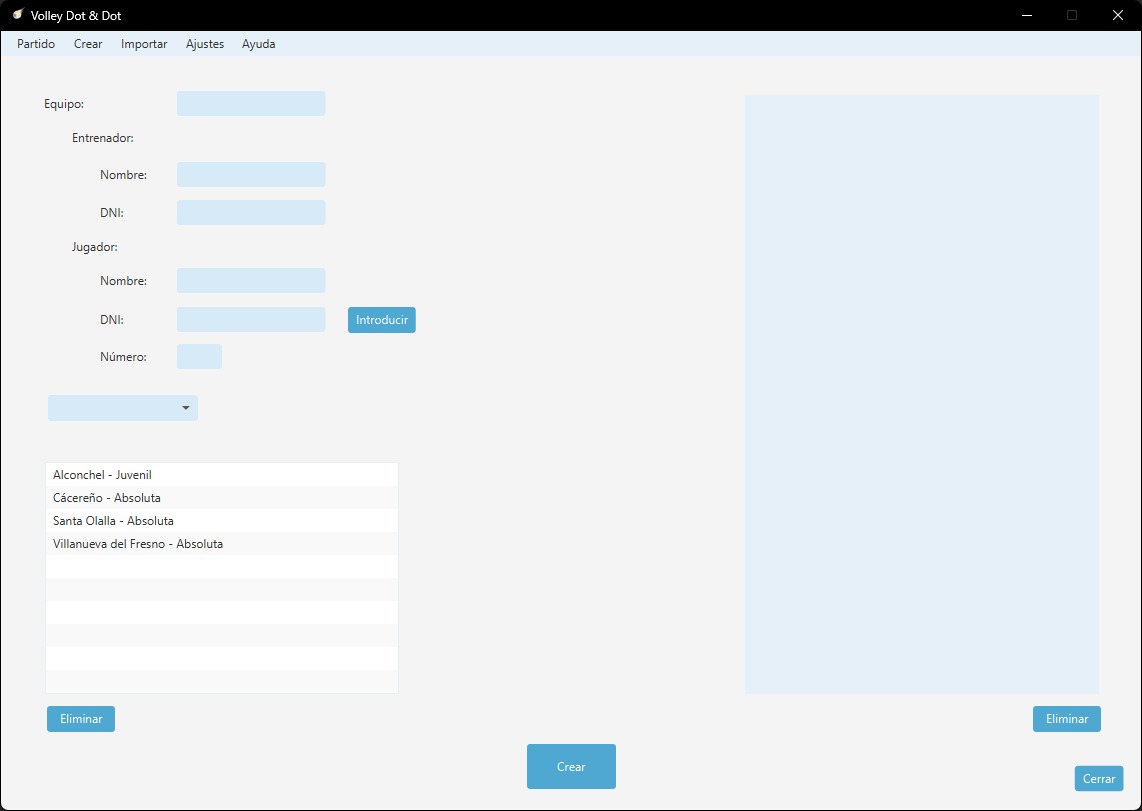 Volley Dot & Dot
Partido Crear Importar Ajustes Ayuda
Equipo:
Entrenador:
Nombre:
DNI:
Jugador:
Nombre:
DNI:
Introducir
Número:
Alconchel - Juvenil
Cácereño - Absoluta
Santa Olalla - Absoluta
Villanueva del Fresno - Absoluta
Eliminar
Eliminar
Crear
Cerrar